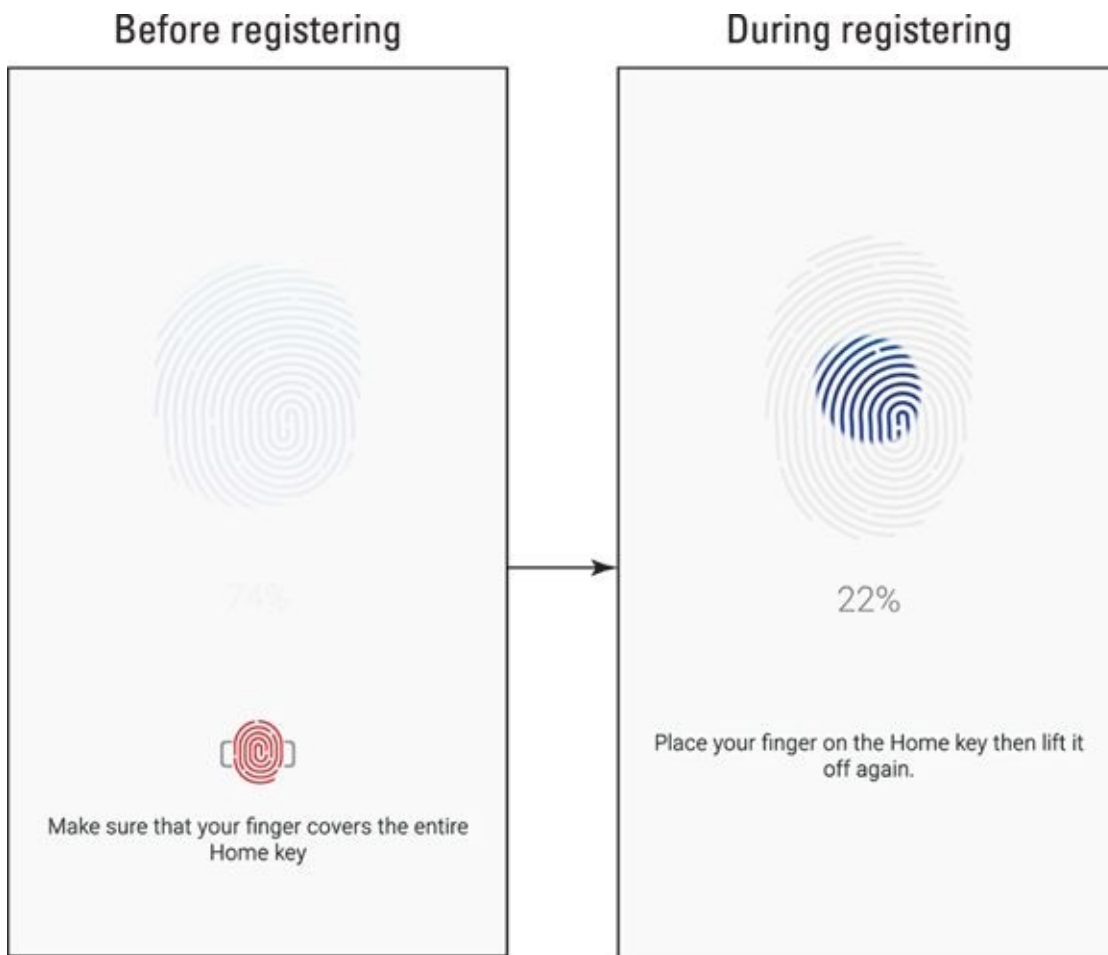 Before registering
During registering
74%
Make sure that your finger covers the entire
Home key
22%
Place your finger on the Home key then lift it
off again.